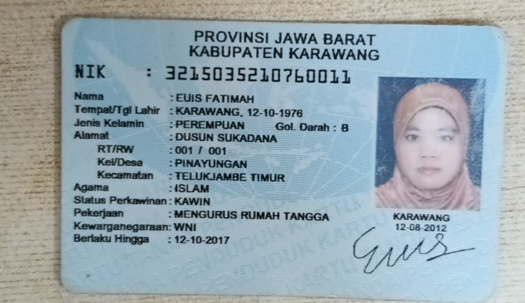 PROVINSI JAWA BARAT
KABUPATEN KARAWANG
NIK : 3215035210760011
Nama : EUIS FATIMAH
Tempat/Tgl Lahir : KARAWANG, 12-10-1976
Jenis Kelamin : PEREMPUAN Gol. Darah : B
Alamat : DUSUN SUKADANA
RT/RW : 001 / 001
Kel/Desa : PINAYUNGAN
Kecamatan : TELUKJAMBE TIMUR
Agama : ISLAM
Status Perkawinan : KAWIN
Pekerjaan : MENGURUS RUMAH TANGGA
Kewarganegaraan : WNI
Berlaku Hingga : 12-10-2017
KARAWANG
12-08-2012
Euis